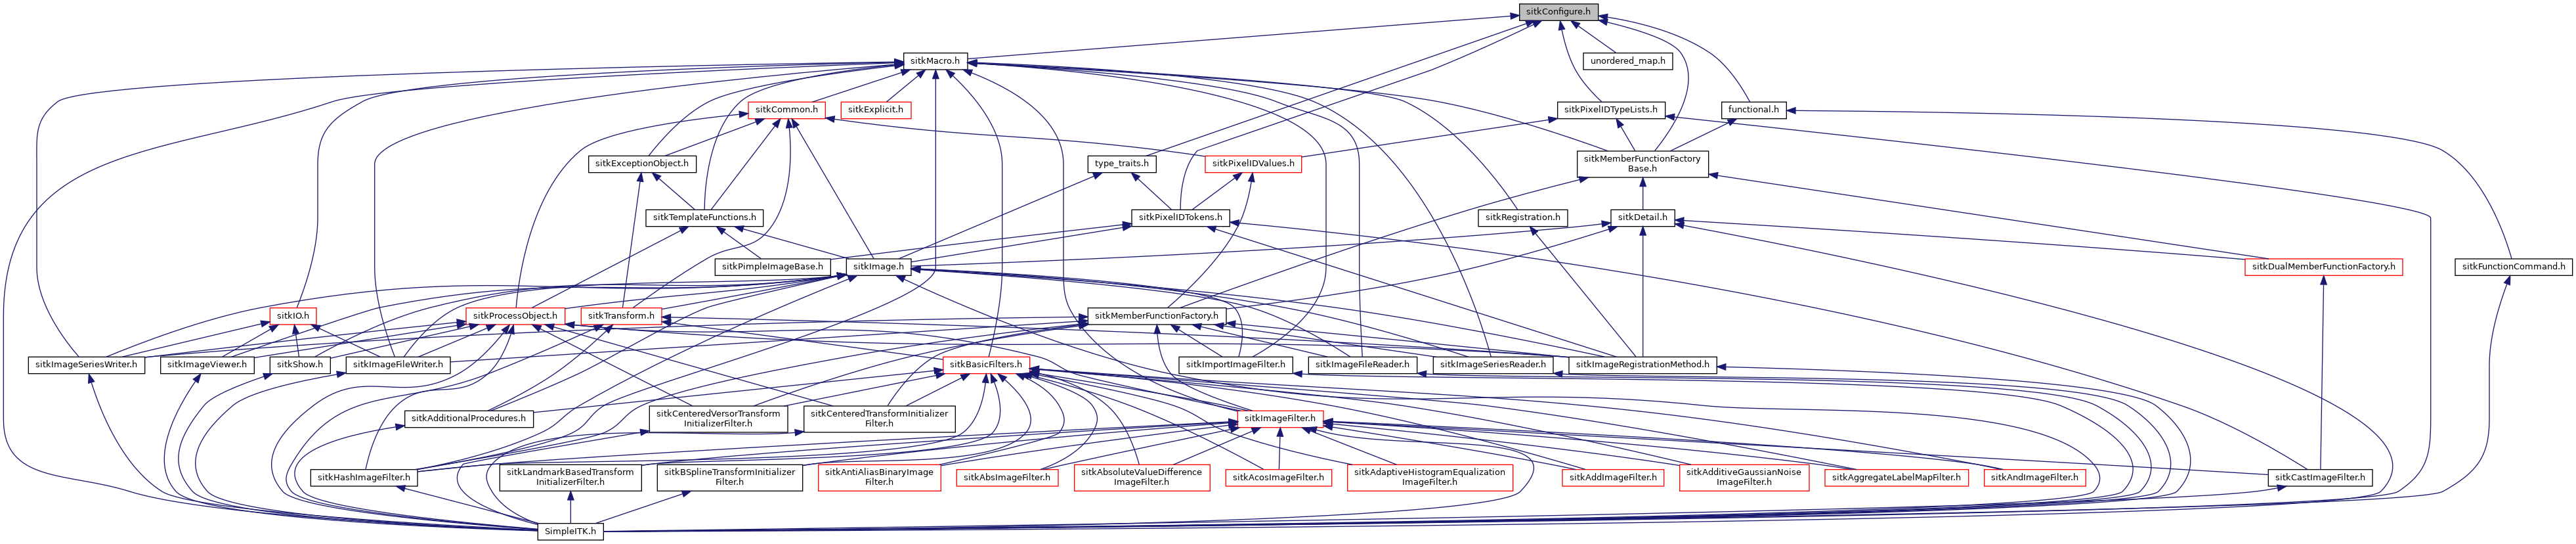 sitkConfigure.h
sitkMacro.h
unordered_map.h
sitkCommon.h
sitkExplicit.h
sitkPixelIDTypeLists.h
functional.h
sitkExceptionObject.h
type_traits.h
sitkPixelIDValues.h
sitkMemberFunctionFactory
Base.h
sitkTemplateFunctions.h
sitkPixelIDTokens.h
sitkRegistration.h
sitkDetail.h
sitkPimpleImageBase.h
sitkImage.h
sitkDualMemberFunctionFactory.h
sitkFunctionCommand.h
sitkIO.h
sitkProcessObject.h
sitkTransform.h
sitkMemberFunctionFactory.h
sitkImageSeriesWriter.h
sitkImageViewer.h
sitkShow.h
sitkImageFileWriter.h
sitkBasicFilters.h
sitkImportImageFilter.h
sitkImageFileReader.h
sitkImageSeriesReader.h
sitkImageRegistrationMethod.h
sitkAdditionalProcedures.h
sitkCenteredVersorTransform
InitializerFilter.h
sitkCenteredTransformInitializer
Filter.h
sitkImageFilter.h
sitkHashImageFilter.h
sitkLandmarkBasedTransform
InitializerFilter.h
sitkBSplineTransformInitializer
Filter.h
sitkAntiAliasBinaryImage
Filter.h
sitkAbsImageFilter.h
sitkAbsoluteValueDifference
ImageFilter.h
sitkAcosImageFilter.h
sitkAdaptiveHistogramEqualization
ImageFilter.h
sitkAddImageFilter.h
sitkAdditiveGaussianNoise
ImageFilter.h
sitkAggregateLabelMapFilter.h
sitkAndImageFilter.h
sitkCastImageFilter.h
SimpleITK.h